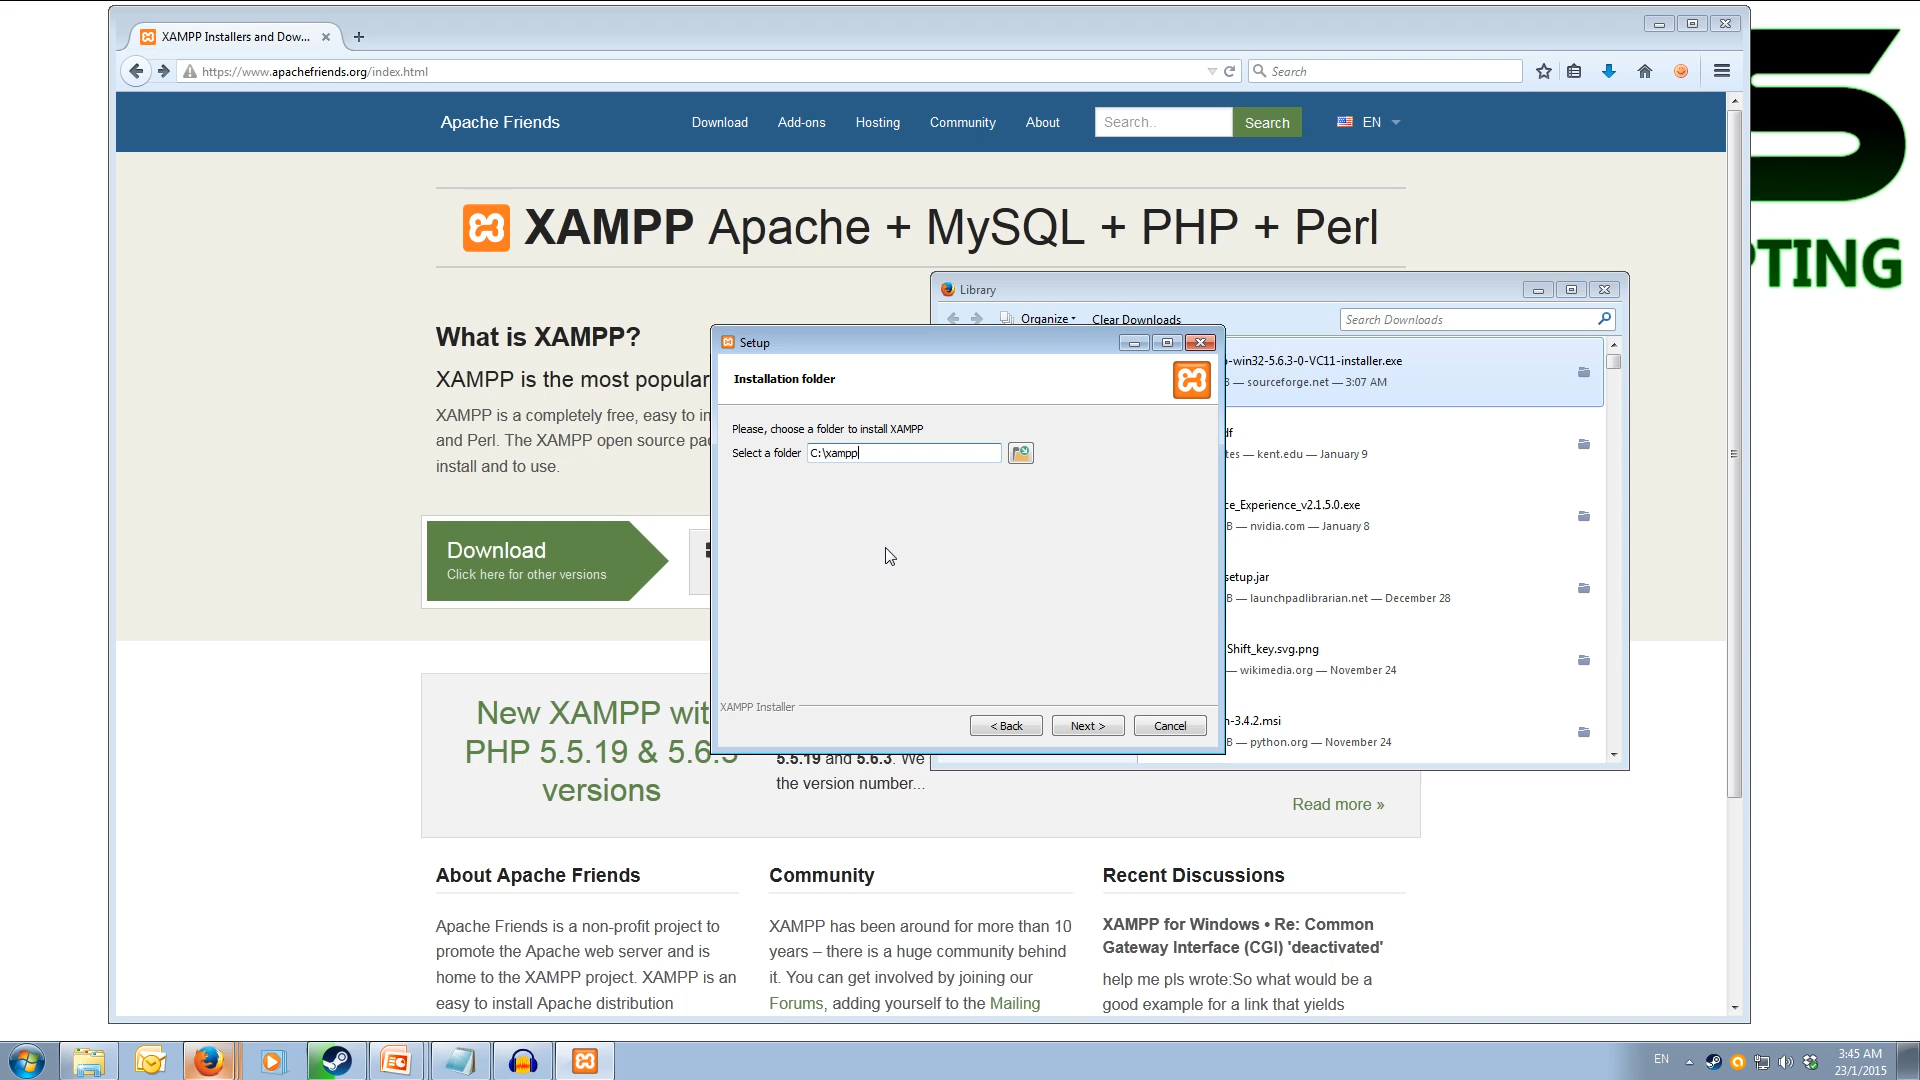 XAMPP Installers and Dow...
https://www.apachefriends.org/index.html
Search
Apache Friends
Download
Add-ons
Hosting
Community
About
Search..
Search
EN
XAMPP Apache + MySQL + PHP + Perl
PTING
Library
Organize
Clear Downloads
Search Downloads
What is XAMPP?
XAMPP is the most popular
XAMPP is a completely free, easy to in
and Perl. The XAMPP open source pac
install and to use.
Setup
Installation folder
Please, choose a folder to install XAMPP
Select a folder C:\xampp
XAMPP Installer
< Back
Next >
Cancel
-win32-5.6.3-0-VC11-installer.exe
B — sourceforge.net — 3:07 AM
df
tes — kent.edu — January 9
ce_Experience_v2.1.5.0.exe
B — nvidia.com — January 8
setup.jar
B — launchpadlibrarian.net — December 28
Shift_key.svg.png
— wikimedia.org — November 24
n-3.4.2.msi
B — python.org — November 24
Download
Click here for other versions
New XAMPP wit
PHP 5.5.19 & 5.6.3
versions
5.5.19 and 5.6.3. We
the version number...
Read more »
About Apache Friends
Apache Friends is a non-profit project to
promote the Apache web server and is
home to the XAMPP project. XAMPP is an
easy to install Apache distribution
Community
XAMPP has been around for more than 10
years – there is a huge community behind
it. You can get involved by joining our
Forums, adding yourself to the Mailing
Recent Discussions
XAMPP for Windows • Re: Common
Gateway Interface (CGI) 'deactivated'
help me pls wrote:So what would be a
good example for a link that yields
EN
3:45 AM
23/1/2015